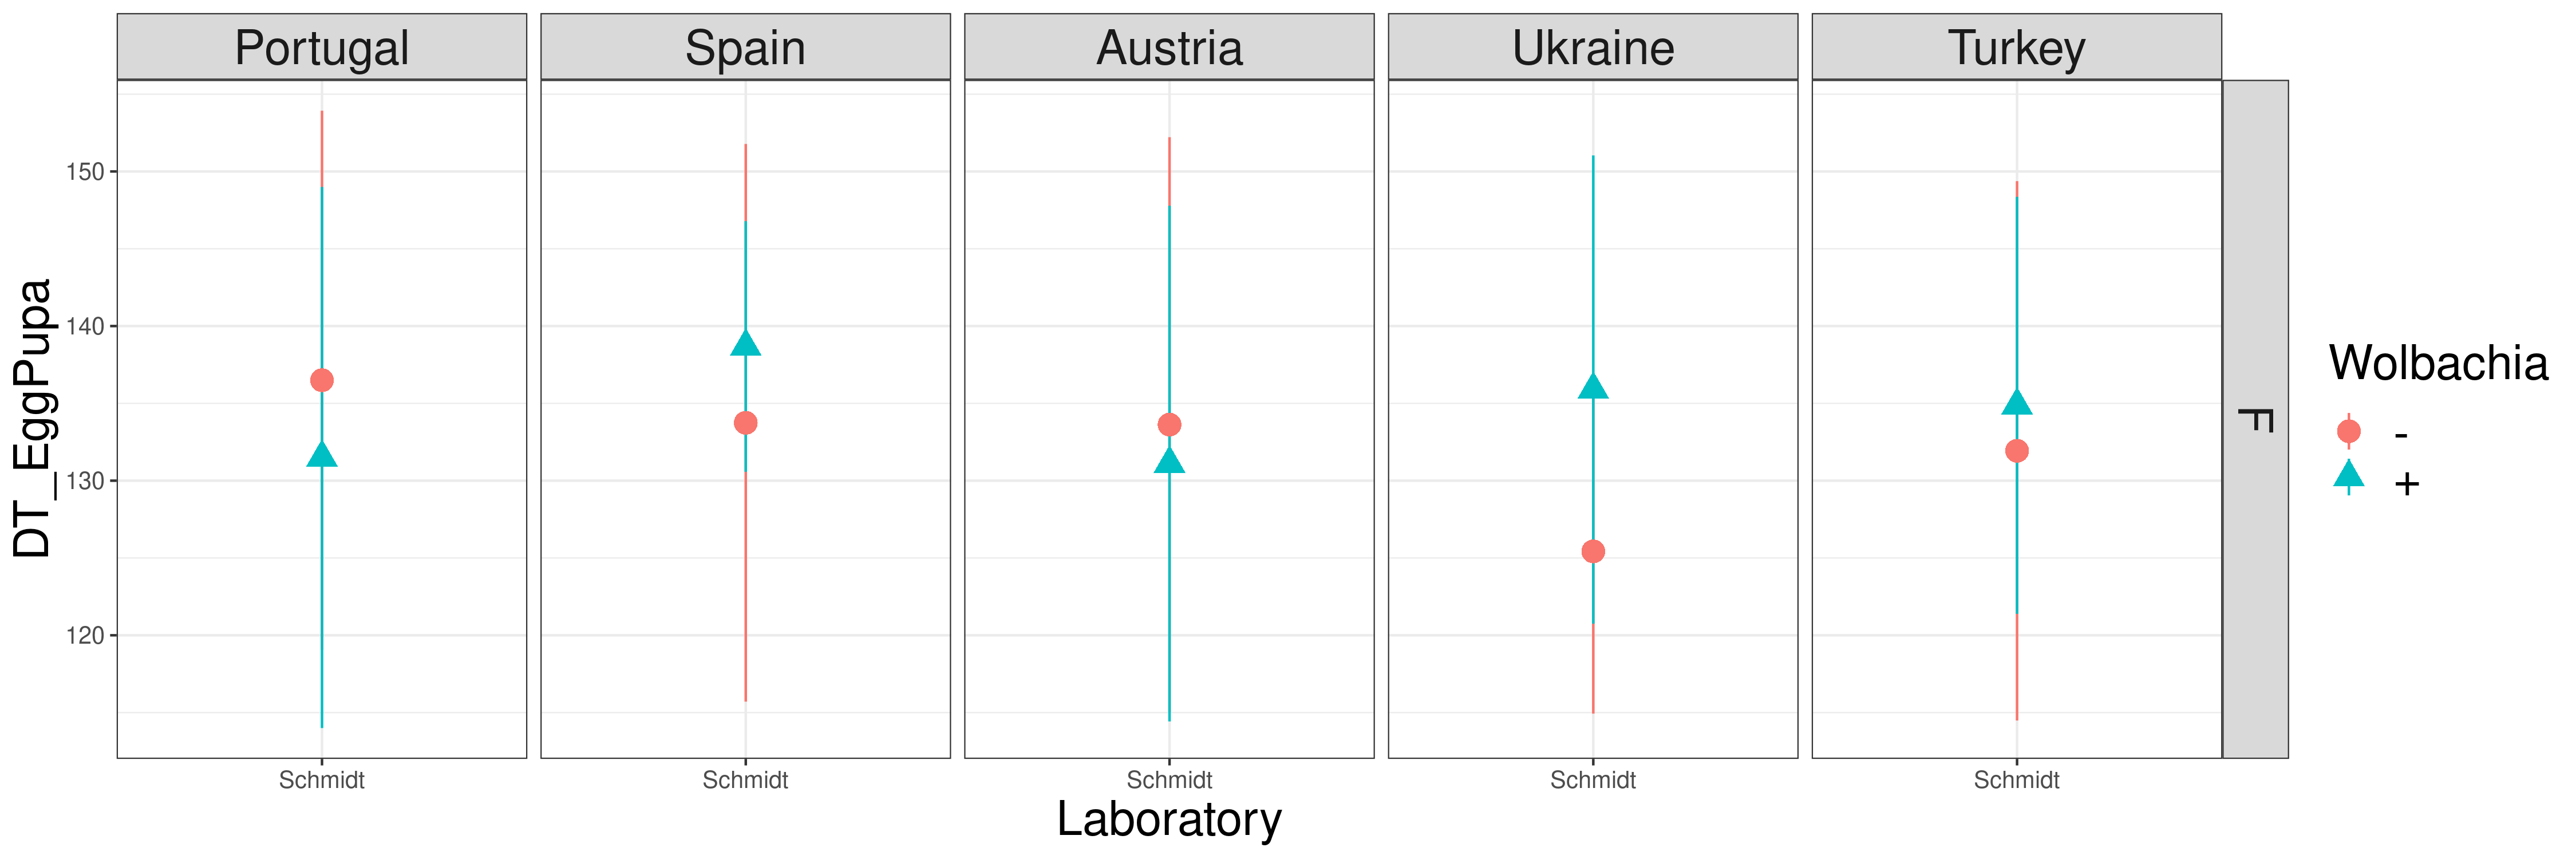 Portugal Spain Austria Ukraine Turkey
DT_EggPupa
150
140
130
120
F
Wolbachia
-
+
Schmidt Schmidt Schmidt Schmidt Schmidt
Laboratory